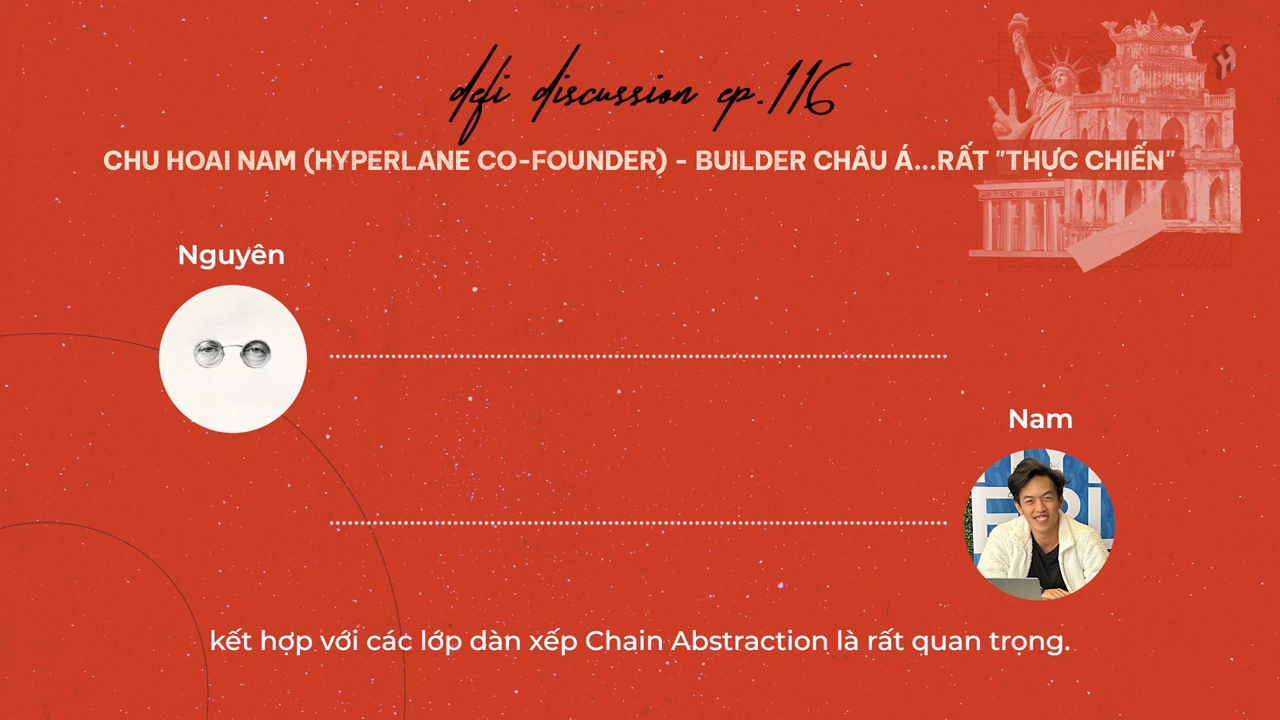 defi discussion ep.116
CHU HOAI NAM (HYPERLANE CO-FOUNDER) - BUILDER CHÂU Á...RẤT "THỰC CHIẾN"
Nguyên
Nam
kết hợp với các lớp dàn xếp Chain Abstraction là rất quan trọng.